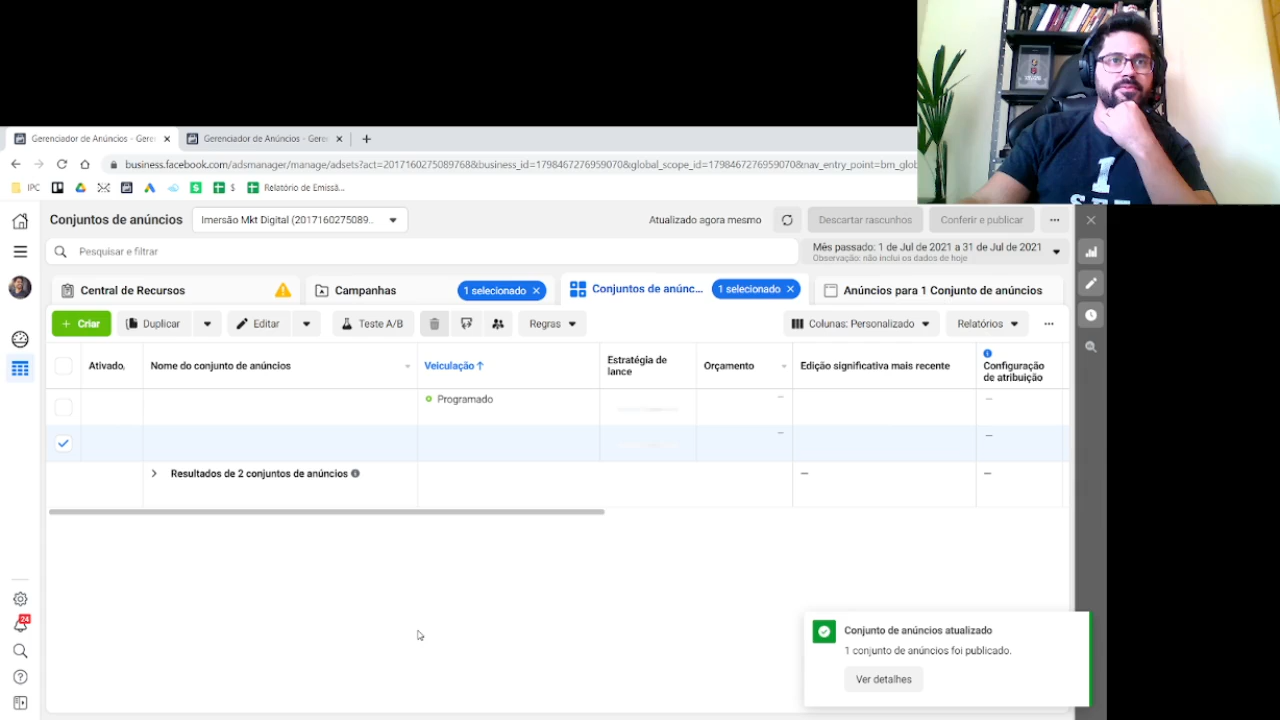 Gerenciador de Anúncios - Geren
Gerenciador de Anúncios - Geren
business.facebook.com/adsmanager/manage/adsets?act=2017160275089768&business_id=1798467276959070&global_scope_id=1798467276959070&nav_entry_point=bm_glob
IPC
$
Relatório de Emissã...
Conjuntos de anúncios
Imersão Mkt Digital (2017160275089...
Atualizado agora mesmo
Descartar rascunhos
Conferir e publicar
Pesquisar e filtrar
Mês passado: 1 de Jul de 2021 a 31 de Jul de 2021
Observação: não inclui os dados de hoje
Central de Recursos
Campanhas
1 selecionado
Conjuntos de anúnc...
1 selecionado
Anúncios para 1 Conjunto de anúncios
+ Criar
Duplicar
Editar
Teste A/B
Regras
Colunas: Personalizado
Relatórios
Ativado.
Nome do conjunto de anúncios
Veiculação ↑
Estratégia de lance
Orçamento
Edição significativa mais recente
Configuração de atribuição
Programado
—
—
—
—
Resultados de 2 conjuntos de anúncios
—
—
24
Conjunto de anúncios atualizado
1 conjunto de anúncios foi publicado.
Ver detalhes
1